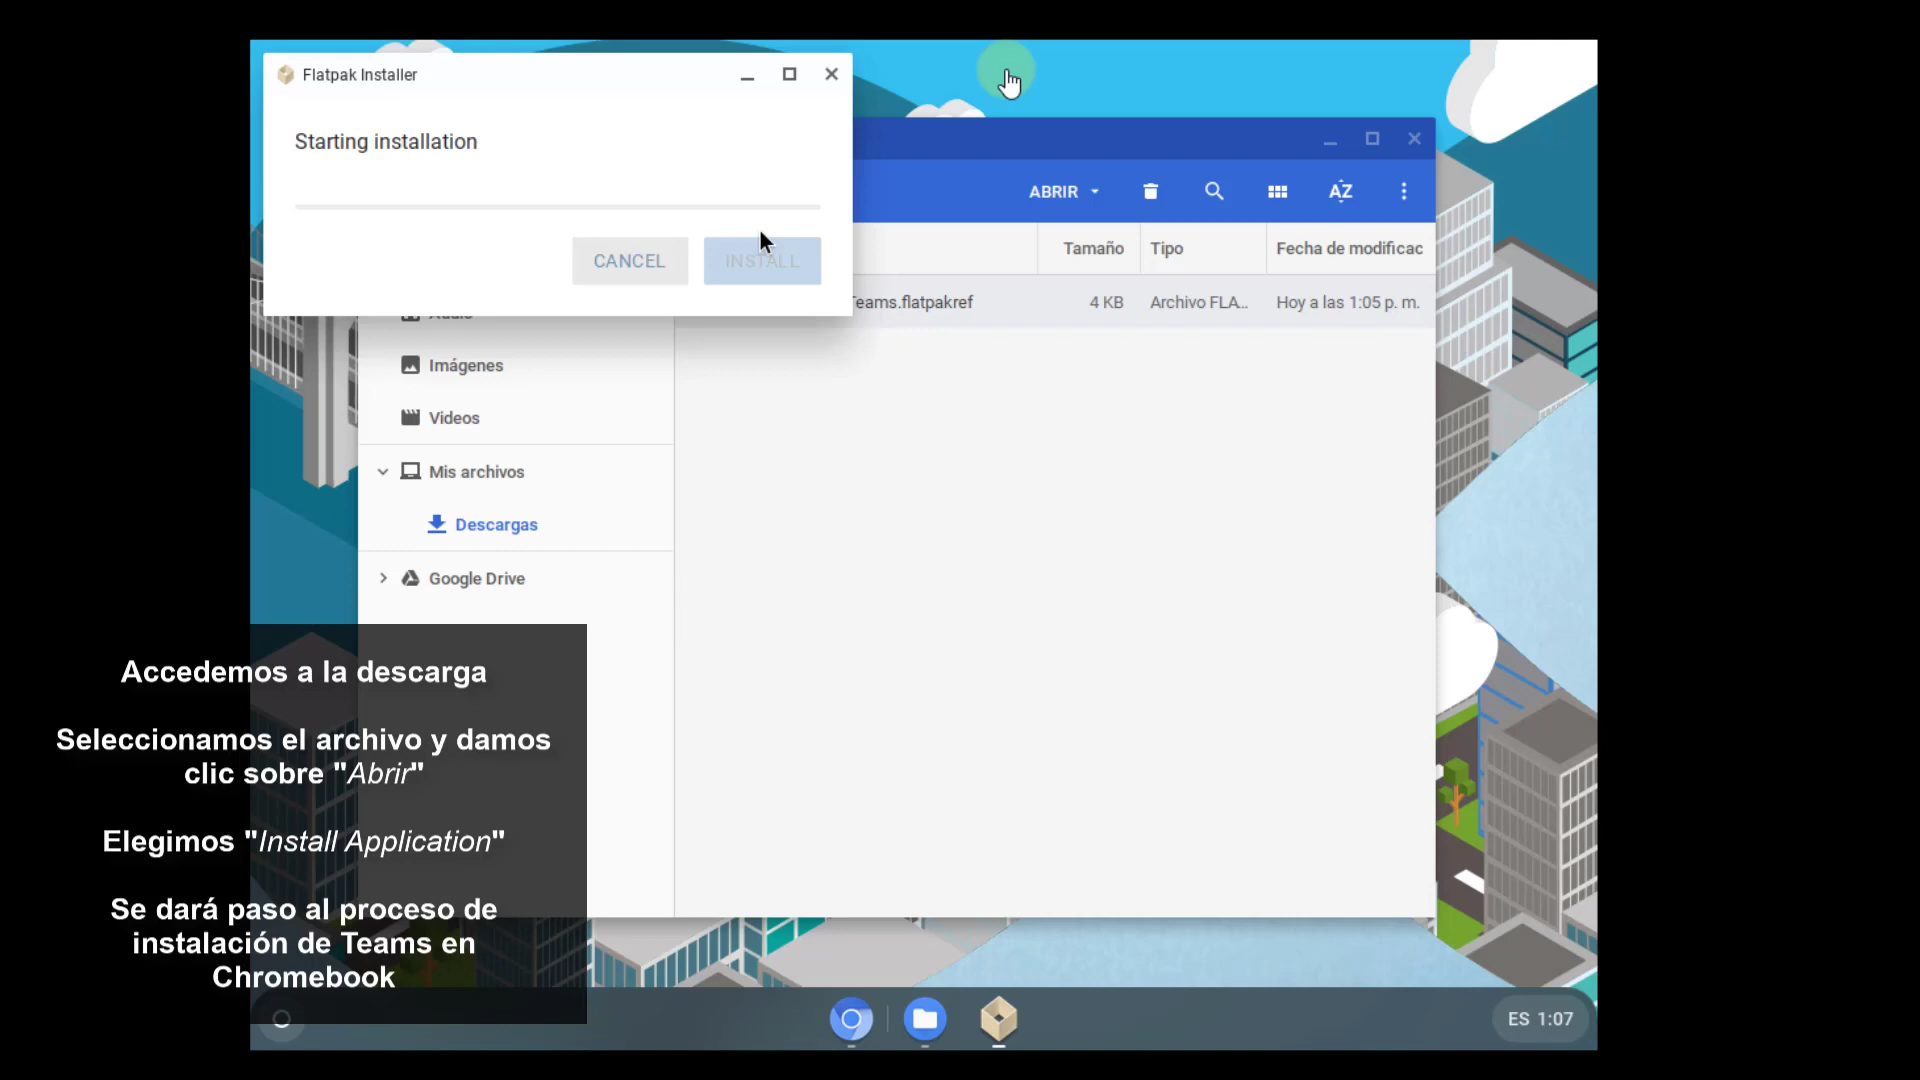 Flatpak Installer
Starting installation
CANCEL
INSTALL
ABRIR
AZ
Tamaño
Tipo
Fecha de modificac
Teams.flatpakref
4 KB
Archivo FLA...
Hoy a las 1:05 p. m.
Audio
Imágenes
Videos
Mis archivos
Descargas
Google Drive
Accedemos a la descarga
Seleccionamos el archivo y damos
clic sobre "Abrir"
Elegimos "Install Application"
Se dará paso al proceso de
instalación de Teams en
Chromebook
ES 1:07